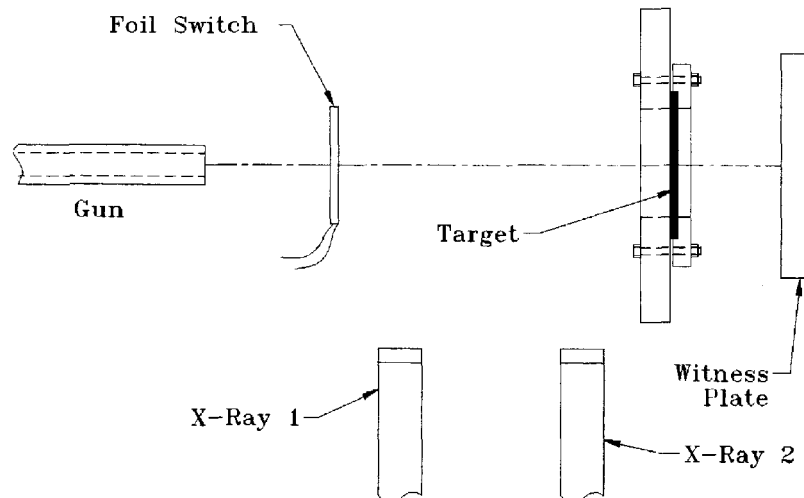 Foil Switch
Gun
Target
Witness
Plate
X-Ray 1
X-Ray 2